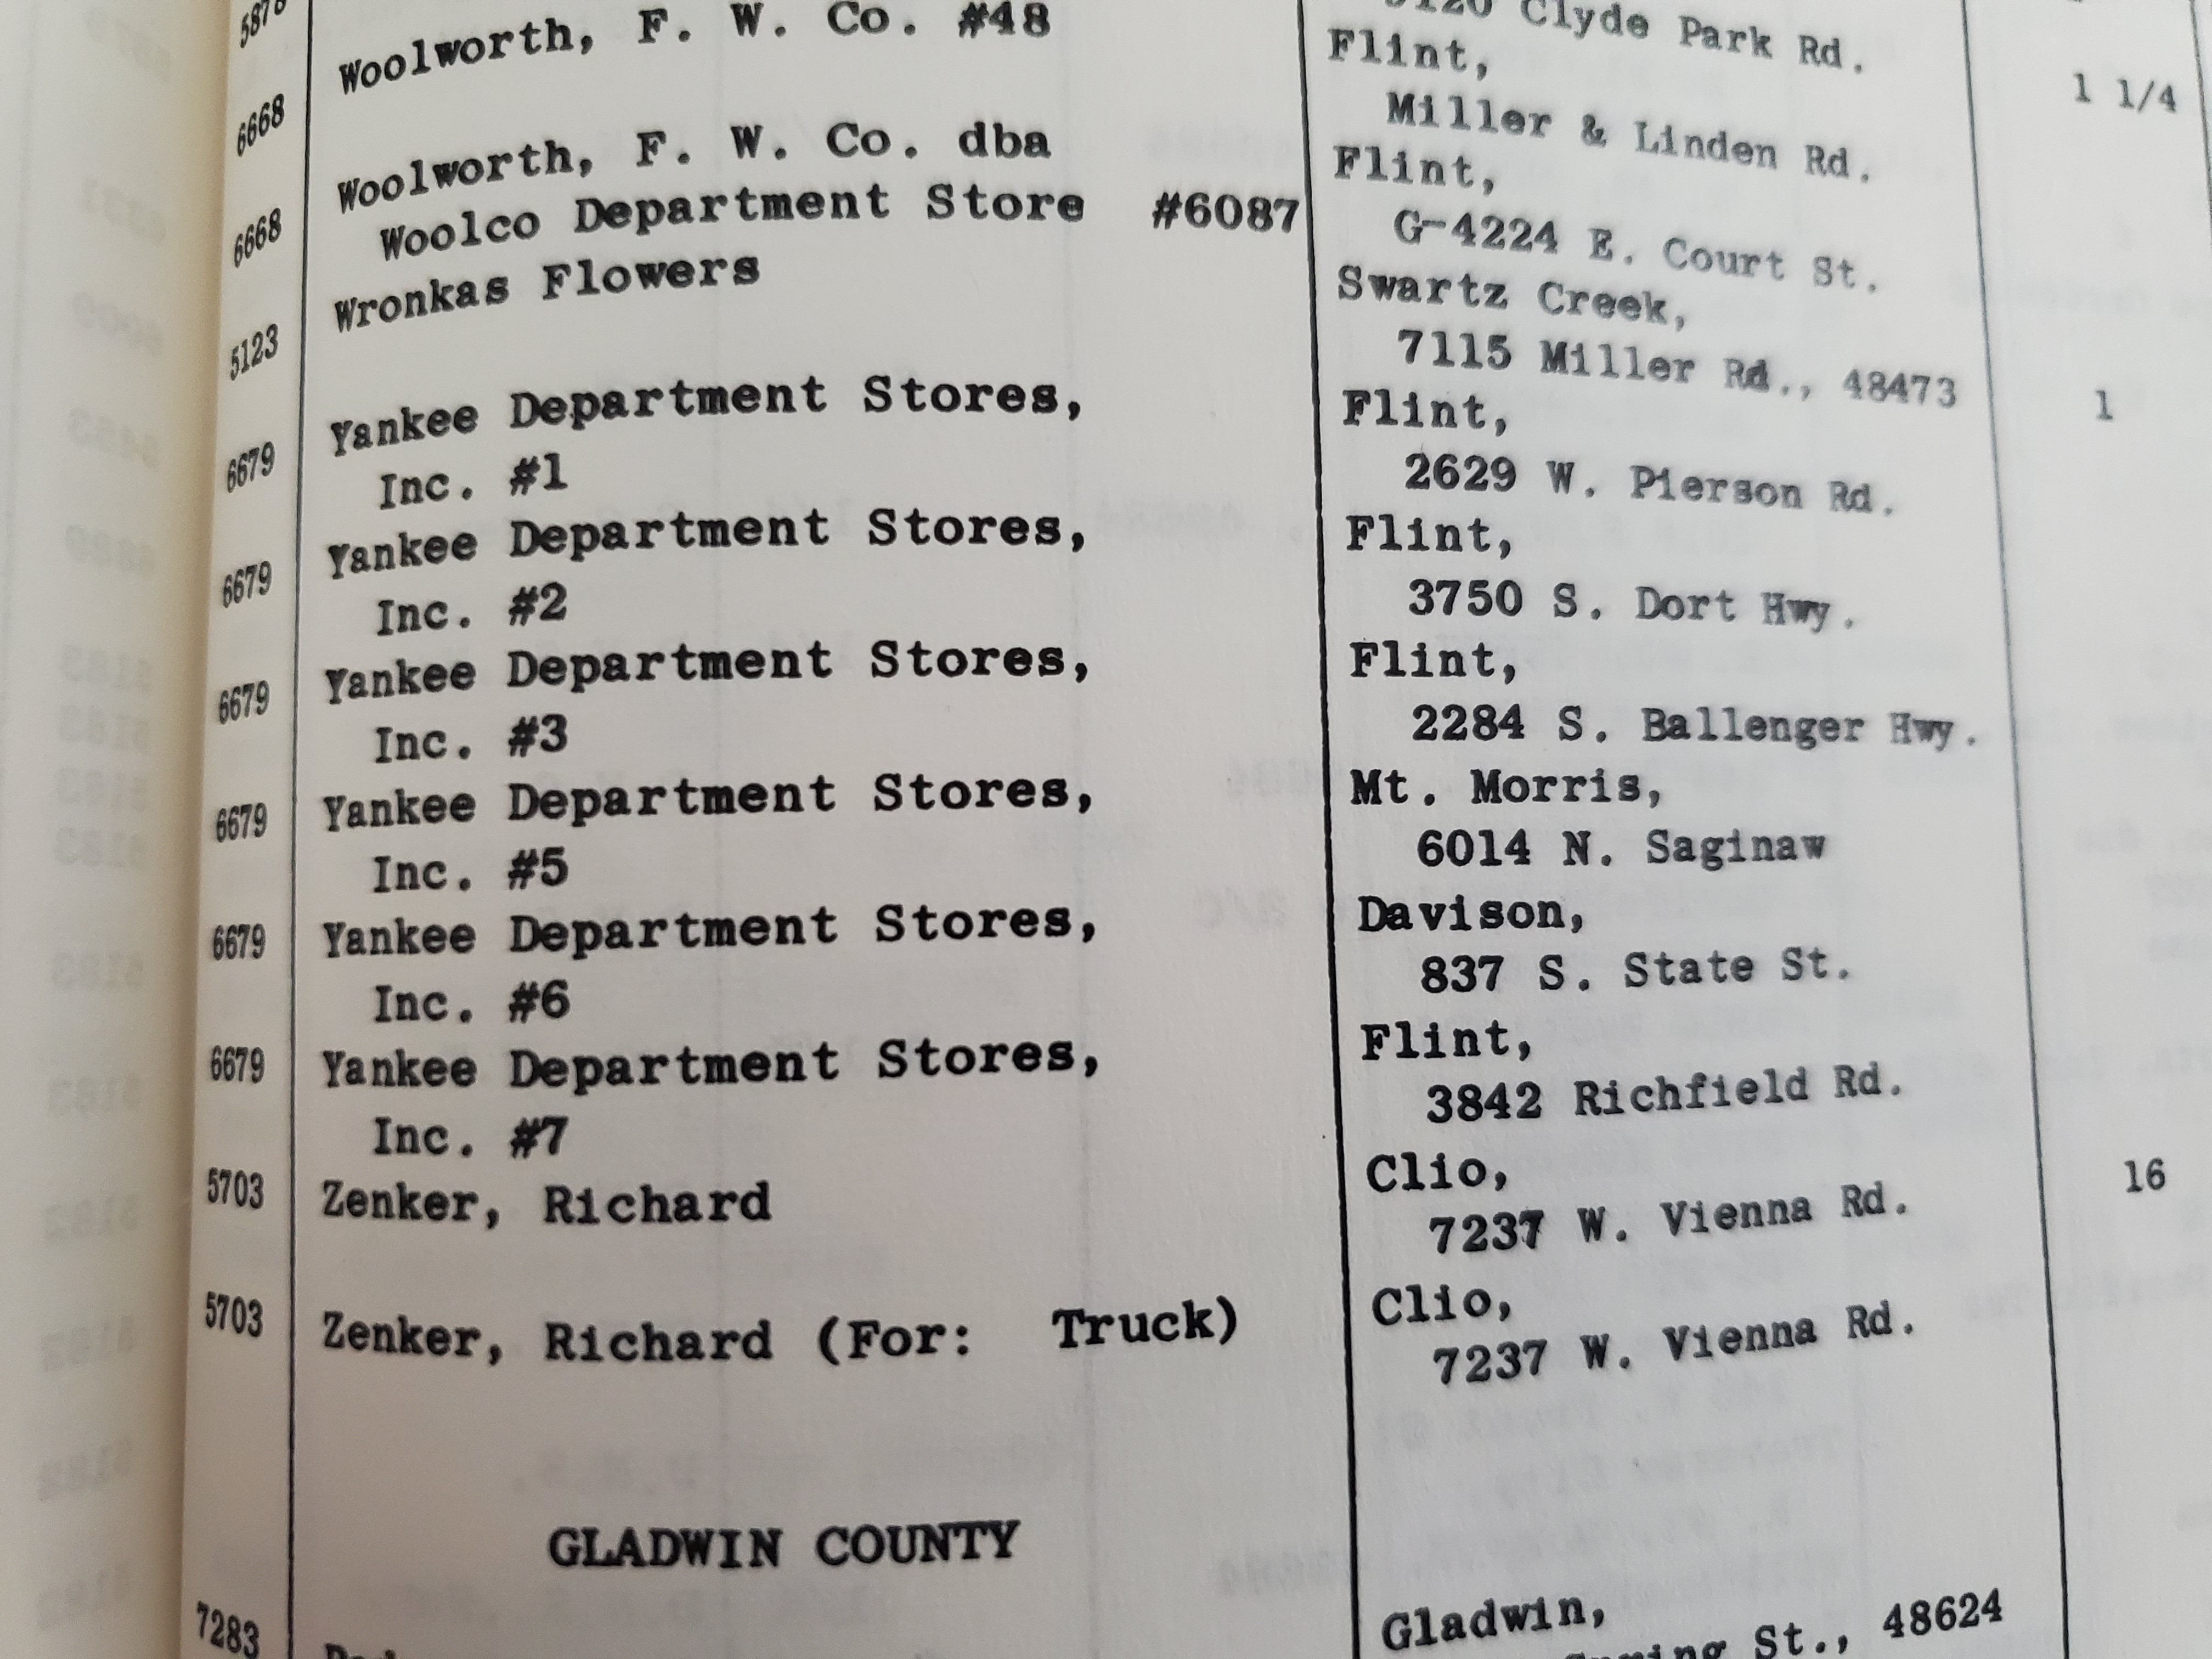 5878 5120 Clyde Park Rd.
6668 Woolworth, F. W. Co. #48 Flint, 1 1/4
Miller & Linden Rd.
6668 Woolworth, F. W. Co. dba Flint,
Woolco Department Store #6087 G-4224 E. Court St.
5123 Wronkas Flowers Swartz Creek, 1
7115 Miller Rd., 48473
6679 Yankee Department Stores, Flint,
Inc. #1 2629 W. Pierson Rd.
6679 Yankee Department Stores, Flint,
Inc. #2 3750 S. Dort Hwy.
6679 Yankee Department Stores, Flint,
Inc. #3 2284 S. Ballenger Hwy.
6679 Yankee Department Stores, Mt. Morris,
Inc. #5 6014 N. Saginaw
6679 Yankee Department Stores, Davison,
Inc. #6 837 S. State St.
6679 Yankee Department Stores, Flint,
Inc. #7 3842 Richfield Rd.
5703 Zenker, Richard Clio, 16
7237 W. Vienna Rd.
5703 Zenker, Richard (For: Truck) Clio,
7237 W. Vienna Rd.
GLADWIN COUNTY
7283 Gladwin,
St., 48624